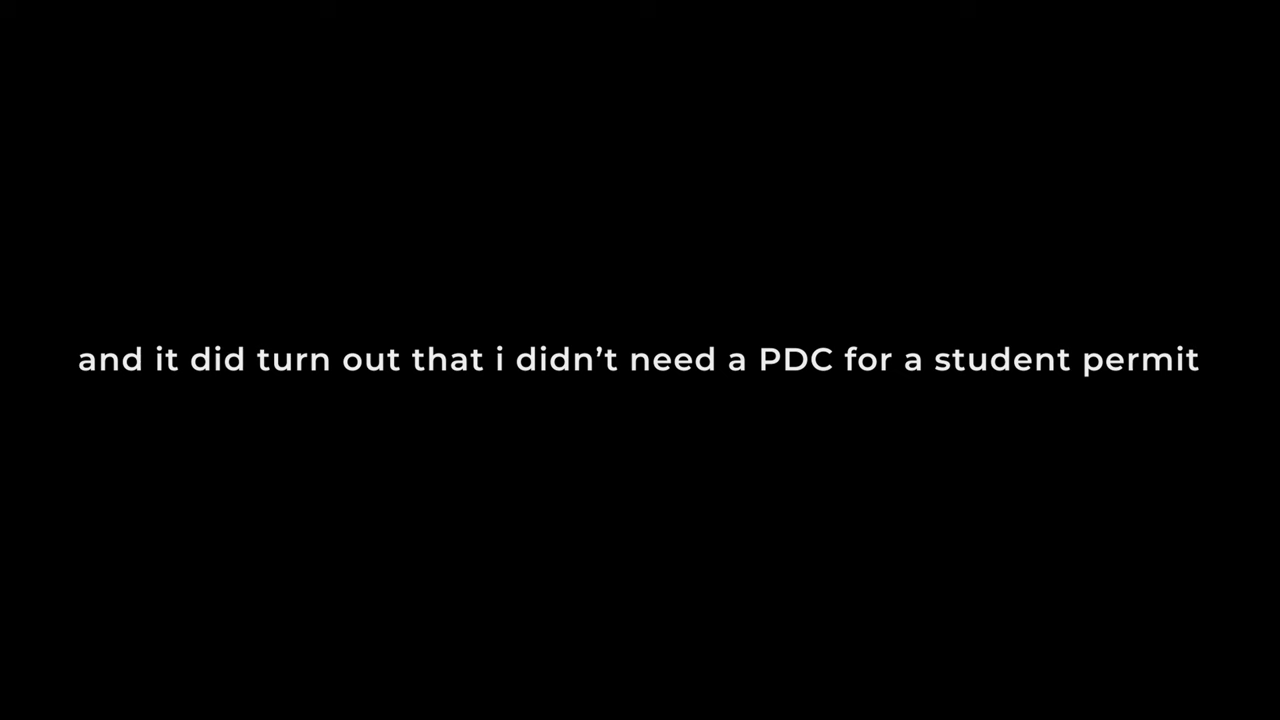 and it did turn out that i didn’t need a PDC for a student permit